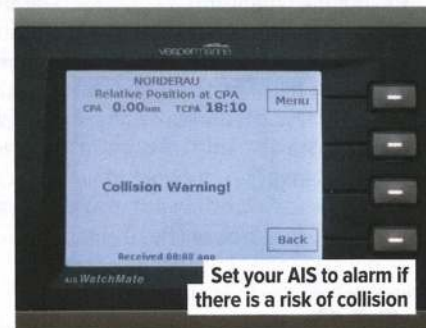 vespermarine
NORDERAU
Relative Position at CPA
CPA 0.00nm TCPA 18:10
Menu
Collision Warning!
Back
Received 00:08 ago
AIS WatchMate
Set your AIS to alarm if
there is a risk of collision